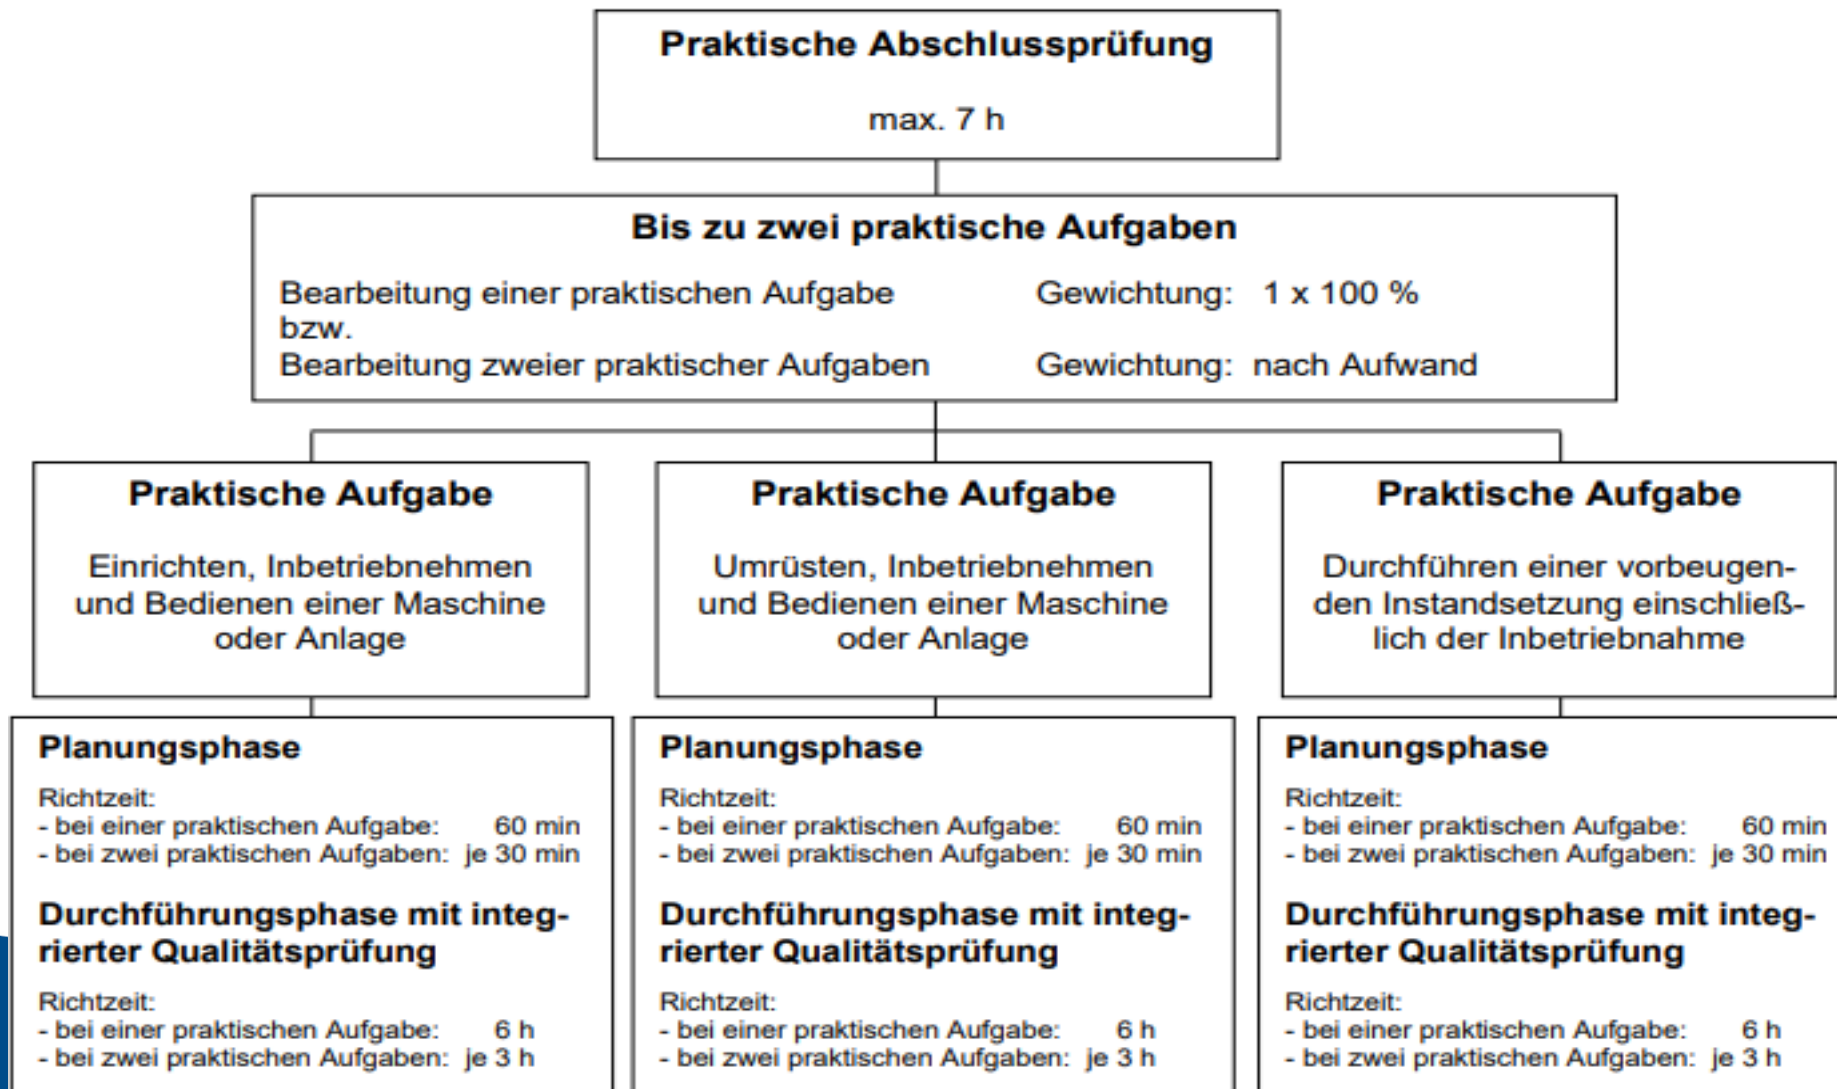 Praktische Abschlussprüfung
max. 7 h
Bis zu zwei praktische Aufgaben
Bearbeitung einer praktischen Aufgabe Gewichtung: 1 x 100 %
bzw.
Bearbeitung zweier praktischer Aufgaben Gewichtung: nach Aufwand
Praktische Aufgabe
Einrichten, Inbetriebnehmen
und Bedienen einer Maschine
oder Anlage
Planungsphase
Richtzeit:
- bei einer praktischen Aufgabe: 60 min
- bei zwei praktischen Aufgaben: je 30 min
Durchführungsphase mit integ-
rierter Qualitätsprüfung
Richtzeit:
- bei einer praktischen Aufgabe: 6 h
- bei zwei praktischen Aufgaben: je 3 h
Praktische Aufgabe
Umrüsten, Inbetriebnehmen
und Bedienen einer Maschine
oder Anlage
Planungsphase
Richtzeit:
- bei einer praktischen Aufgabe: 60 min
- bei zwei praktischen Aufgaben: je 30 min
Durchführungsphase mit integ-
rierter Qualitätsprüfung
Richtzeit:
- bei einer praktischen Aufgabe: 6 h
- bei zwei praktischen Aufgaben: je 3 h
Praktische Aufgabe
Durchführen einer vorbeugen-
den Instandsetzung einschließ-
lich der Inbetriebnahme
Planungsphase
Richtzeit:
- bei einer praktischen Aufgabe: 60 min
- bei zwei praktischen Aufgaben: je 30 min
Durchführungsphase mit integ-
rierter Qualitätsprüfung
Richtzeit:
- bei einer praktischen Aufgabe: 6 h
- bei zwei praktischen Aufgaben: je 3 h